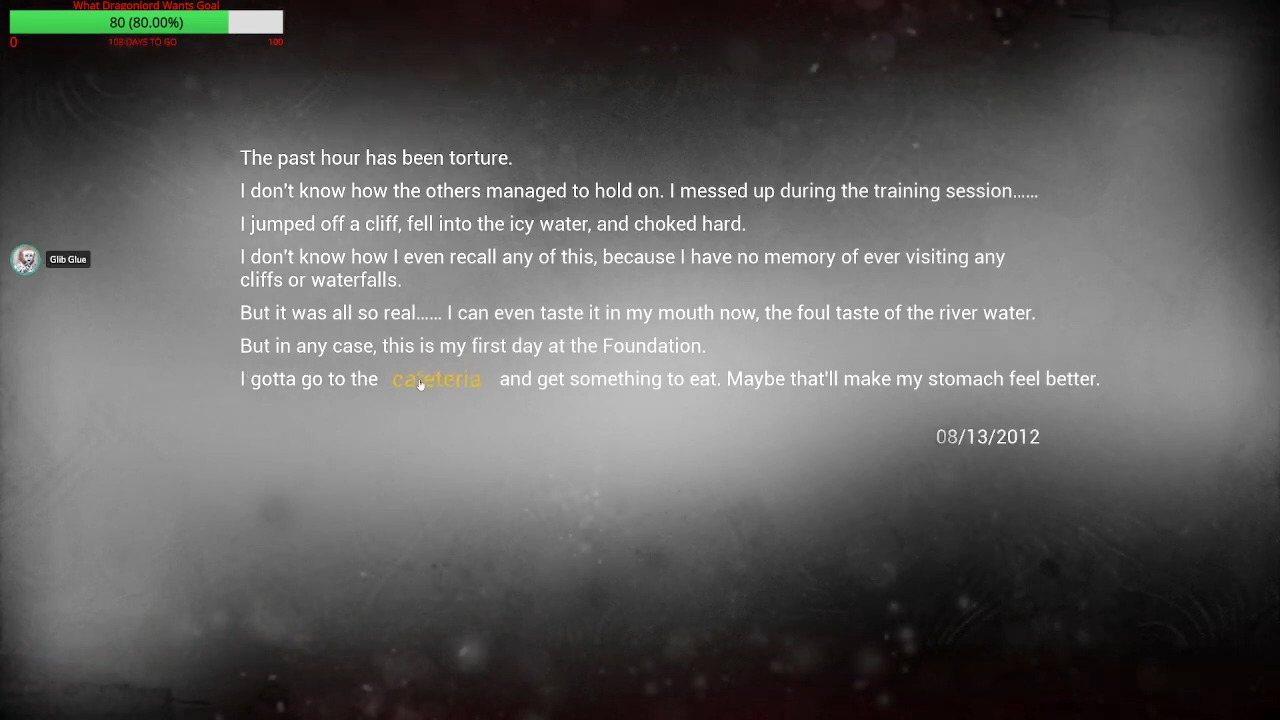 What Dragonlord Wants Goal
80 (80.00%)
0
108 DAYS TO GO
100
The past hour has been torture.
I don't know how the others managed to hold on. I messed up during the training session……
I jumped off a cliff, fell into the icy water, and choked hard.
Glib Glue
I don't know how I even recall any of this, because I have no memory of ever visiting any
cliffs or waterfalls.
But it was all so real…… I can even taste it in my mouth now, the foul taste of the river water.
But in any case, this is my first day at the Foundation.
I gotta go to the cafeteria and get something to eat. Maybe that'll make my stomach feel better.
08/13/2012